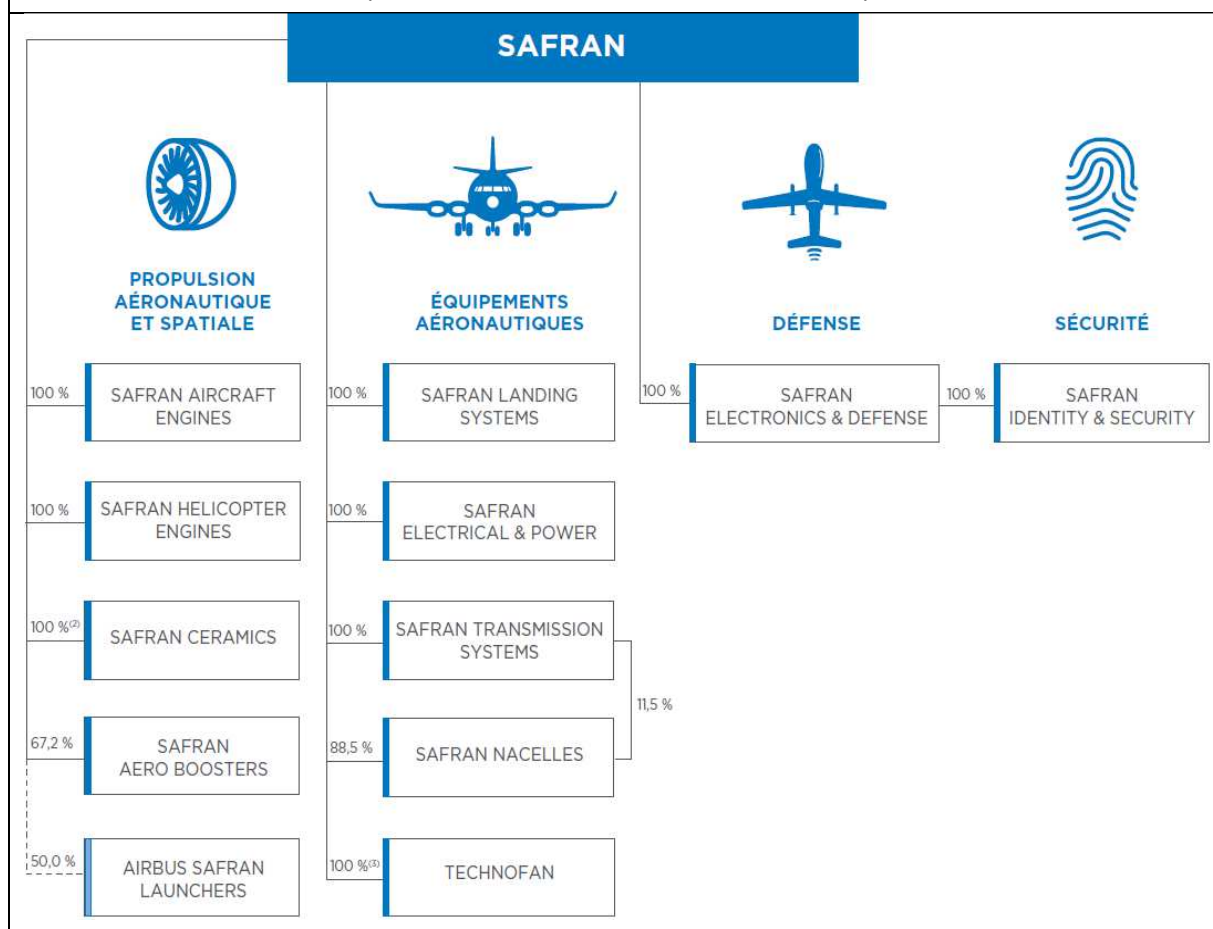 SAFRAN
PROPULSION
AÉRONAUTIQUE
ET SPATIALE
100 %
SAFRAN AIRCRAFT
ENGINES
100 %
SAFRAN HELICOPTER
ENGINES
100 %(2)
SAFRAN CERAMICS
67,2 %
SAFRAN
AERO BOOSTERS
50,0 %
AIRBUS SAFRAN
LAUNCHERS
ÉQUIPEMENTS
AÉRONAUTIQUES
100 %
SAFRAN LANDING
SYSTEMS
100 %
SAFRAN
ELECTRICAL & POWER
100 %
SAFRAN TRANSMISSION
SYSTEMS
11,5 %
88,5 %
SAFRAN NACELLES
100 %(3)
TECHNOFAN
DÉFENSE
100 %
SAFRAN
ELECTRONICS & DEFENSE
SÉCURITÉ
100 %
SAFRAN
IDENTITY & SECURITY